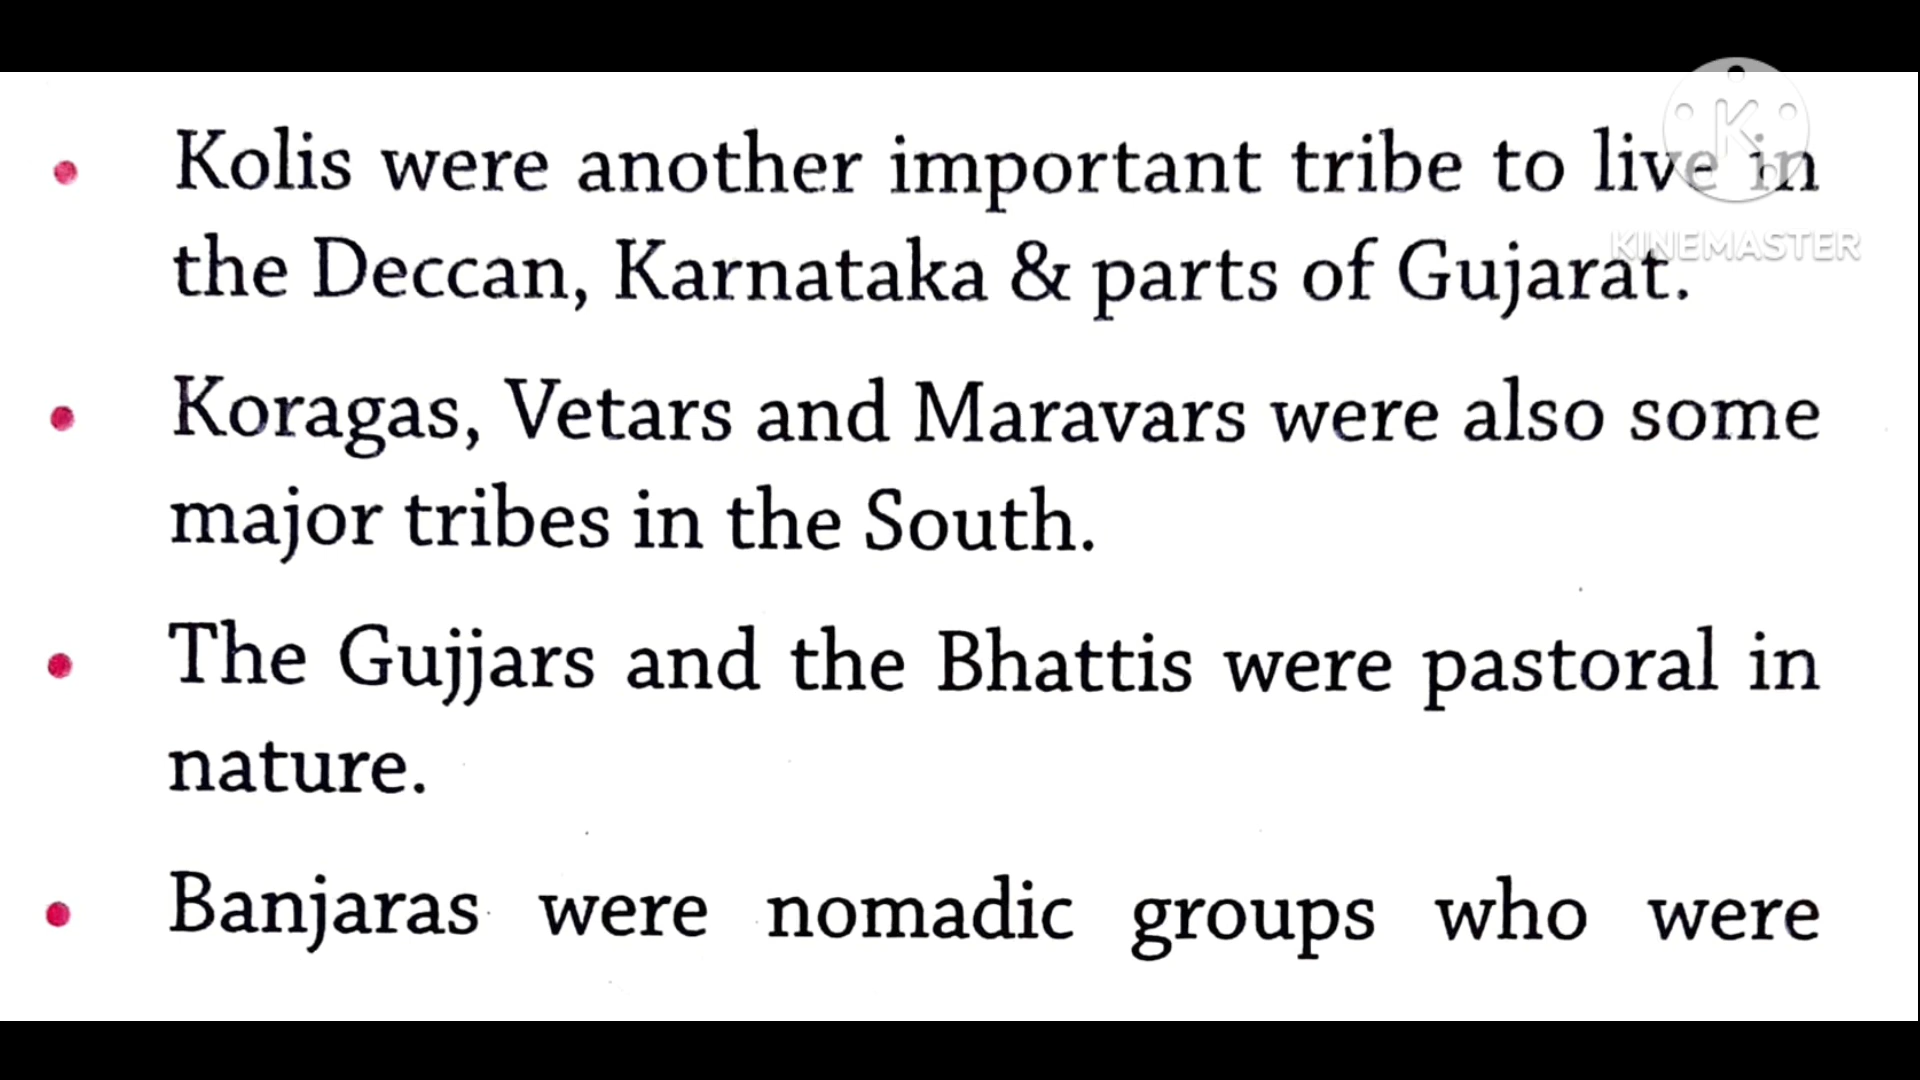 Kolis were another important tribe to live in
the Deccan, Karnataka & parts of Gujarat.
Koragas, Vetars and Maravars were also some
major tribes in the South.
The Gujjars and the Bhattis were pastoral in
nature.
Banjaras were nomadic groups who were
K
KINEMASTER